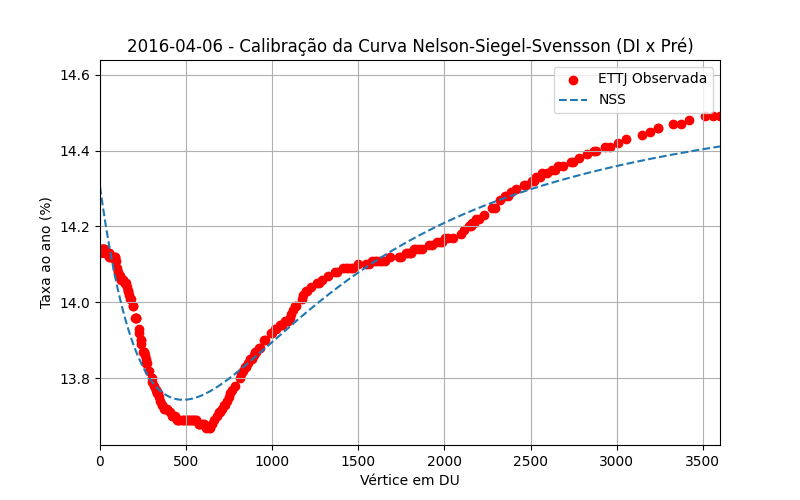 2016-04-06 - Calibração da Curva Nelson-Siegel-Svensson (DI x Pré)
ETTJ Observada
NSS
Taxa ao ano (%)
14.6
14.4
14.2
14.0
13.8
0 500 1000 1500 2000 2500 3000 3500
Vértice em DU